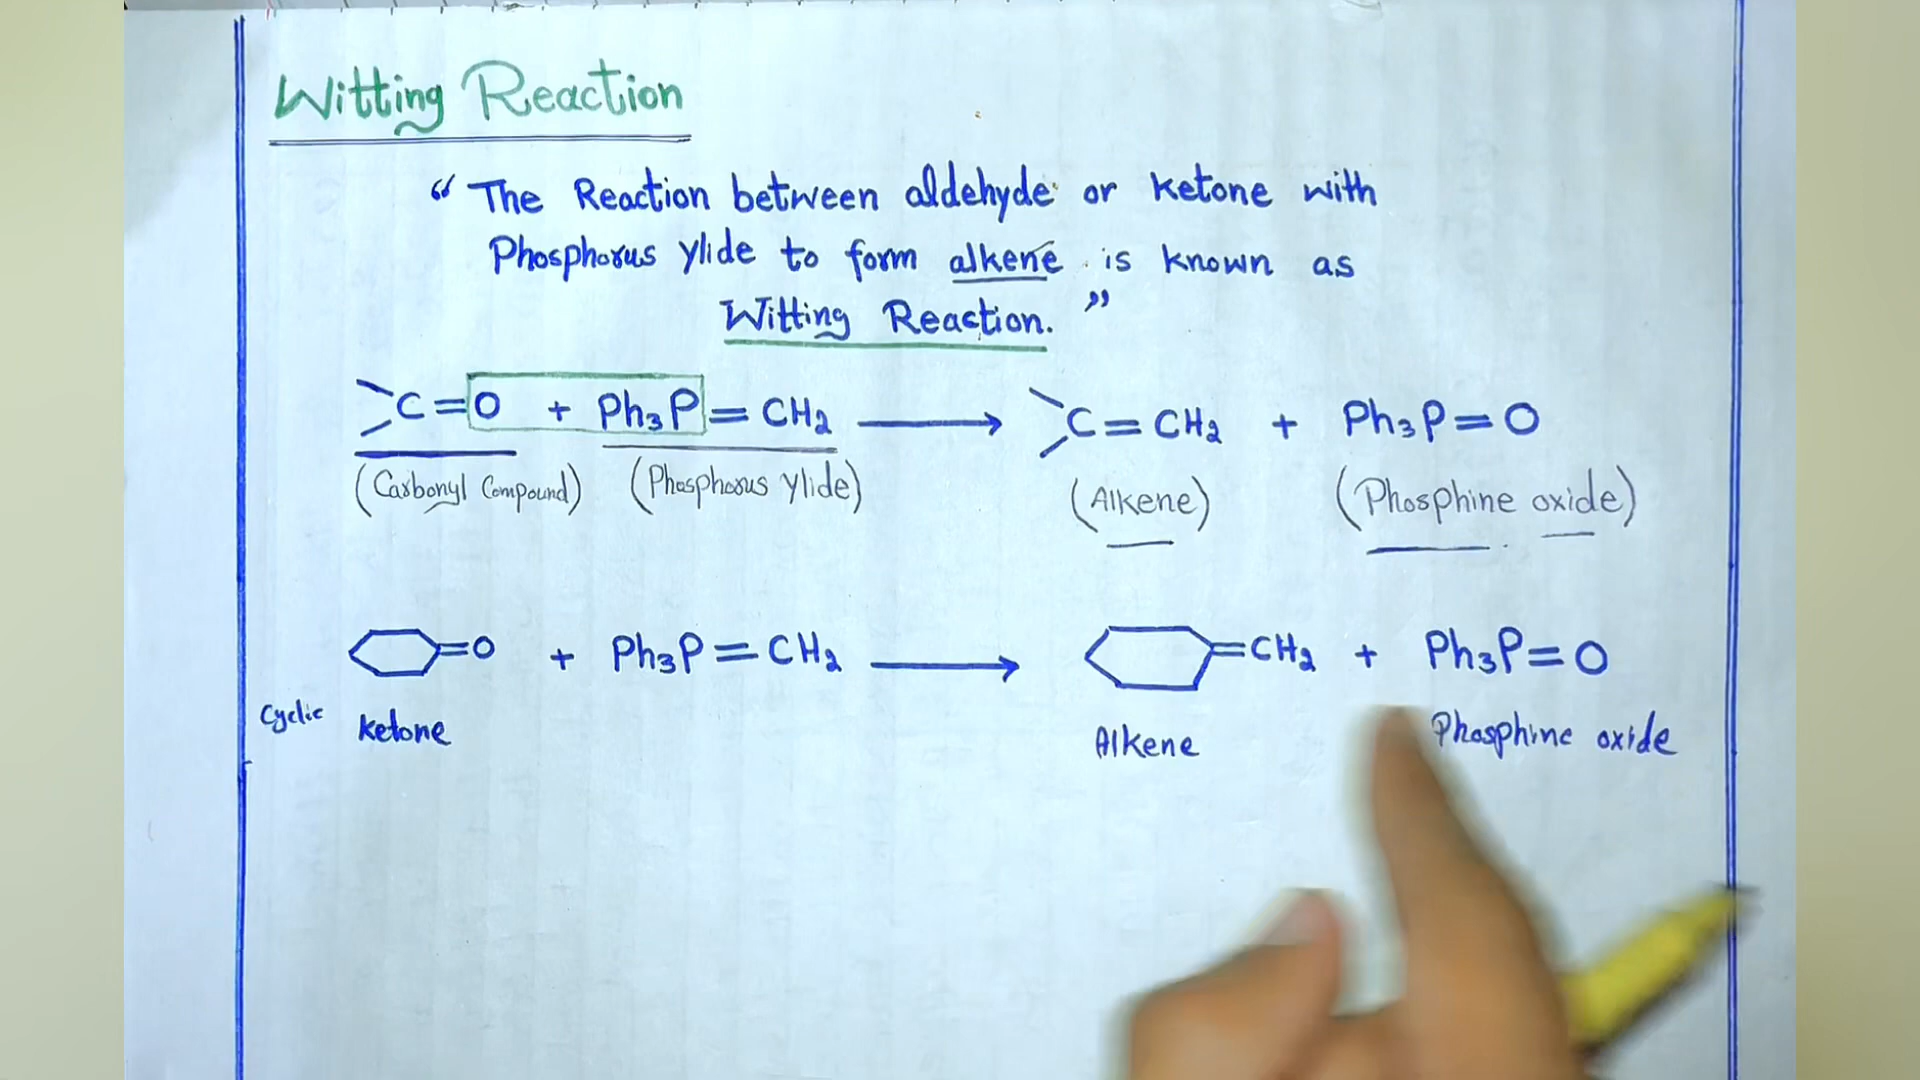 Witting Reaction
“ The Reaction between aldehyde or ketone with
Phosphorus ylide to form alkene is known as
Witting Reaction. ”
C=O + Ph₃P=CH₂ ⟶ C=CH₂ + Ph₃P=O
(Carbonyl Compound) (Phosphorus ylide) (Alkene) (Phosphine oxide)
=O + Ph₃P=CH₂ ⟶ =CH₂ + Ph₃P=O
Cyclic ketone Alkene Phosphine oxide